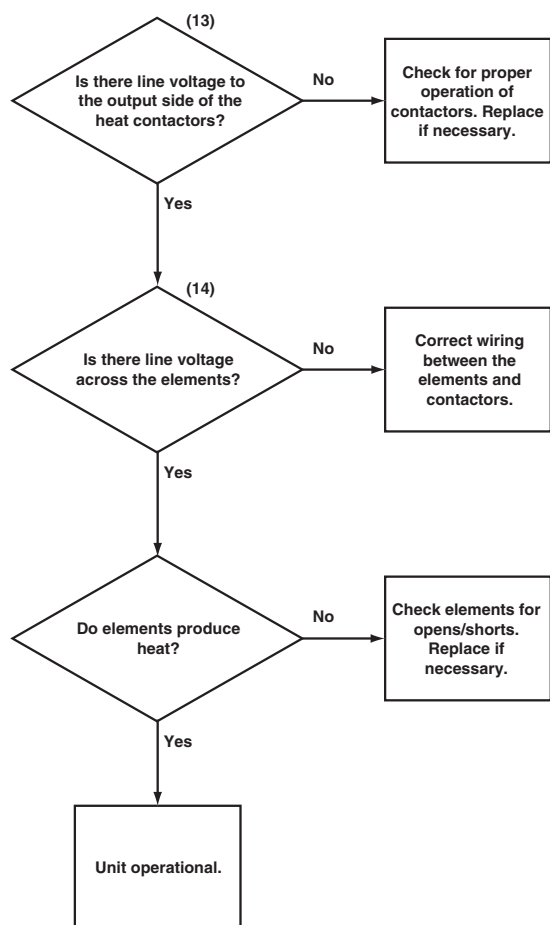 (13)
Is there line voltage to
the output side of the
heat contactors?
No
Check for proper
operation of
contactors. Replace
if necessary.
Yes
(14)
Is there line voltage
across the elements?
No
Correct wiring
between the
elements and
contactors.
Yes
Do elements produce
heat?
No
Check elements for
opens/shorts.
Replace if
necessary.
Yes
Unit operational.